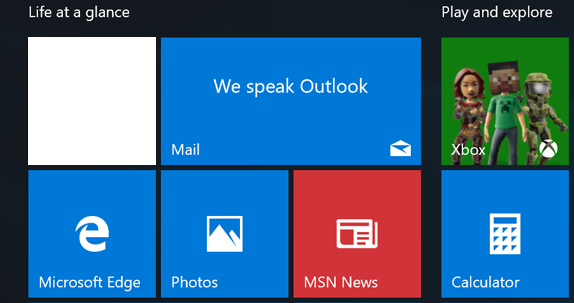 Life at a glance
Play and explore
We speak Outlook
Mail
Xbox
Microsoft Edge
Photos
MSN News
Calculator